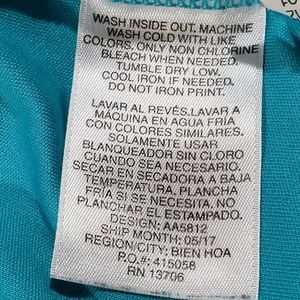 WASH INSIDE OUT. MACHINE
WASH COLD WITH LIKE
COLORS. ONLY NON CHLORINE
BLEACH WHEN NEEDED.
TUMBLE DRY LOW.
COOL IRON IF NEEDED.
DO NOT IRON PRINT.
LAVAR AL REVÉS. LAVAR A
MÁQUINA EN AGUA FRÍA
CON COLORES SIMILARES.
SOLAMENTE USAR
BLANQUEADOR SIN CLORO
CUANDO SEA NECESARIO.
SECAR EN SECADORA A BAJA
TEMPERATURA. PLANCHA
FRÍA SI SE NECESITA. NO
PLANCHAR EL ESTAMPADO.
DESIGN: AA5812
SHIP MONTH: 05/17
REGION/CITY: BIEN HOA
P.O.#: 415058
RN 13706